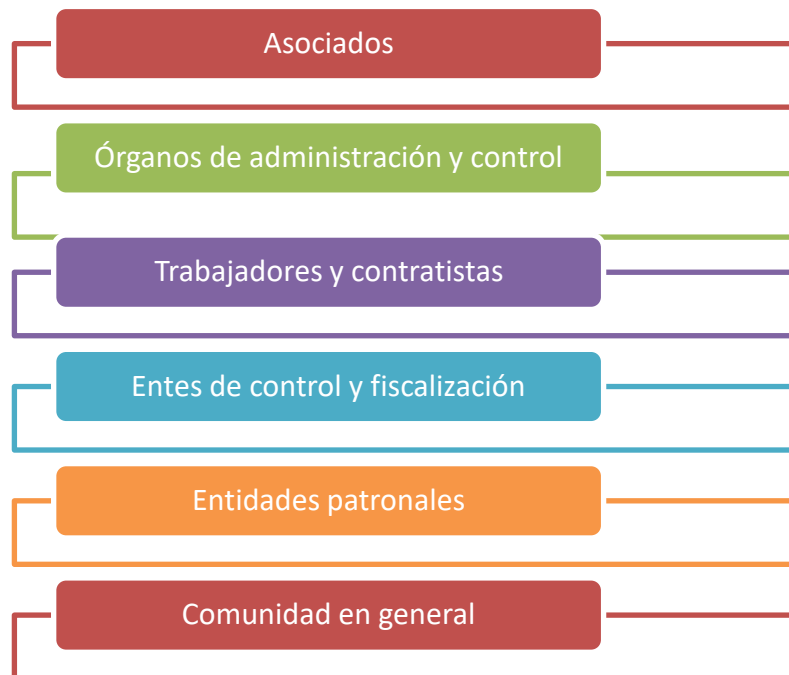 Asociados
Órganos de administración y control
Trabajadores y contratistas
Entes de control y fiscalización
Entidades patronales
Comunidad en general